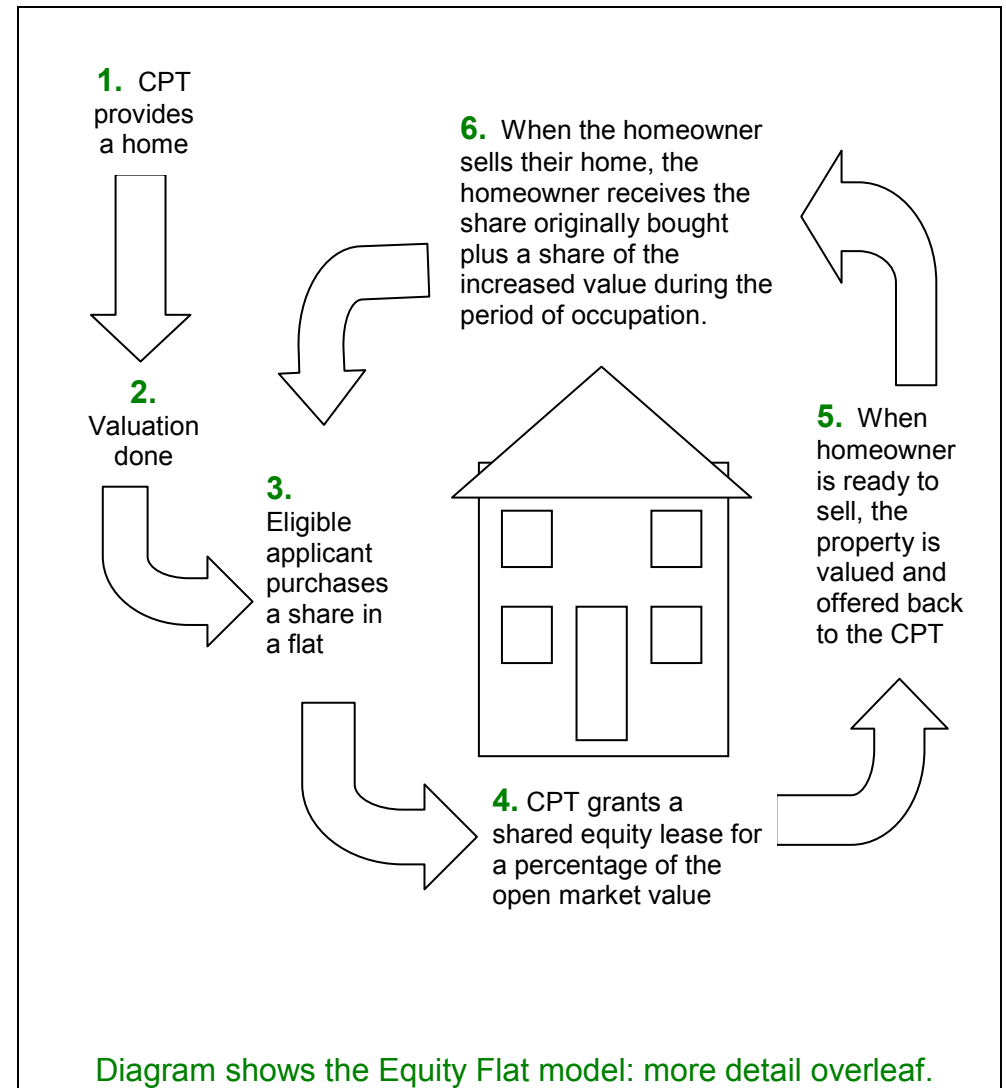 1. CPT
provides
a home
2.
Valuation
done
3.
Eligible
applicant
purchases
a share in
a flat
4. CPT grants a
shared equity lease for
a percentage of the
open market value
5. When
homeowner
is ready to
sell, the
property is
valued and
offered back
to the CPT
6. When the homeowner
sells their home, the
homeowner receives the
share originally bought
plus a share of the
increased value during the
period of occupation.
Diagram shows the Equity Flat model: more detail overleaf.